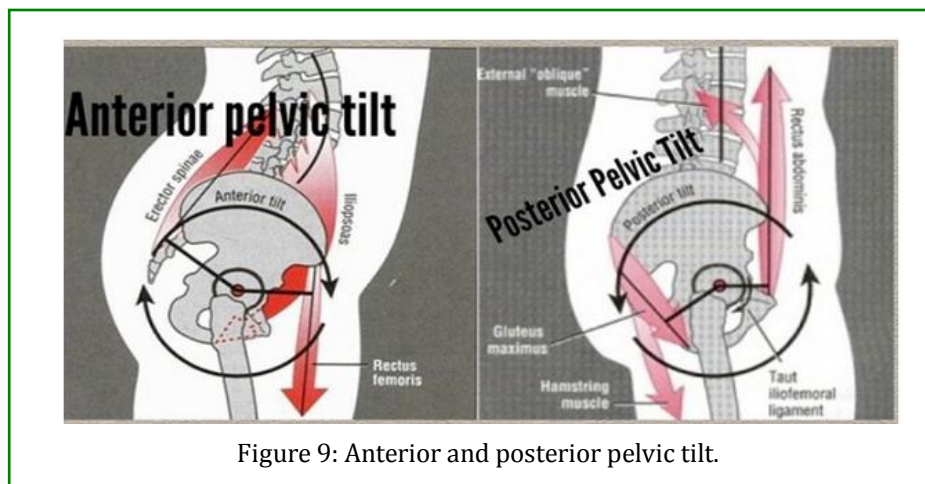 Anterior pelvic tilt
Erector spinae
Anterior tilt
Iliopsoas
Rectus
femoris
External "oblique"
muscle
Rectus abdominis
Posterior Pelvic Tilt
Posterior tilt
Gluteus
maximus
Hamstring
muscle
Taut
iliofemoral
ligament
Figure 9: Anterior and posterior pelvic tilt.